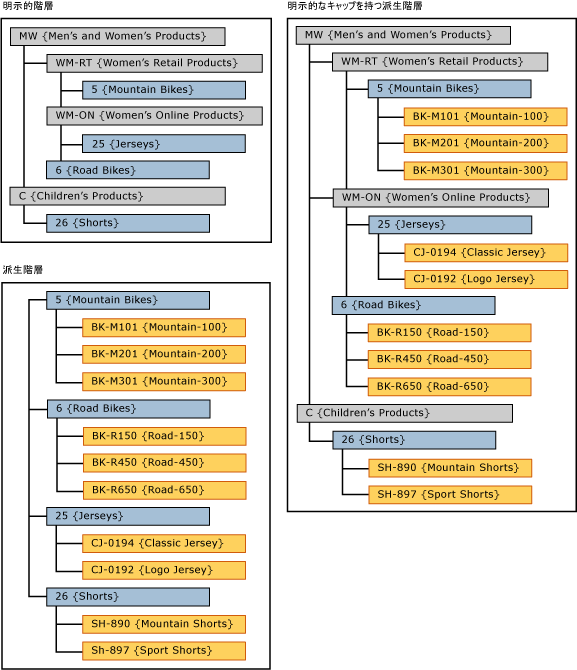 明示的階層
MW {Men's and Women's Products}
WM-RT {Women's Retail Products}
5 {Mountain Bikes}
WM-ON {Women's Online Products}
25 {Jerseys}
6 {Road Bikes}
C {Children's Products}
26 {Shorts}
派生階層
5 {Mountain Bikes}
BK-M101 {Mountain-100}
BK-M201 {Mountain-200}
BK-M301 {Mountain-300}
6 {Road Bikes}
BK-R150 {Road-150}
BK-R450 {Road-450}
BK-R650 {Road-650}
25 {Jerseys}
CJ-0194 {Classic Jersey}
CJ-0192 {Logo Jersey}
26 {Shorts}
SH-890 {Mountain Shorts}
Sh-897 {Sport Shorts}
明示的なキャップを持つ派生階層
MW {Men's and Women's Products}
WM-RT {Women's Retail Products}
5 {Mountain Bikes}
BK-M101 {Mountain-100}
BK-M201 {Mountain-200}
BK-M301 {Mountain-300}
WM-ON {Women's Online Products}
25 {Jerseys}
CJ-0194 {Classic Jersey}
CJ-0192 {Logo Jersey}
6 {Road Bikes}
BK-R150 {Road-150}
BK-R450 {Road-450}
BK-R650 {Road-650}
C {Children's Products}
26 {Shorts}
SH-890 {Mountain Shorts}
SH-897 {Sport Shorts}